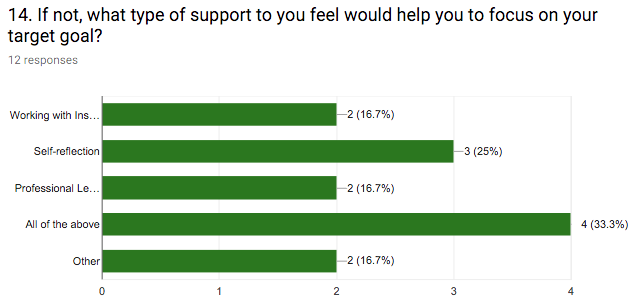 14. If not, what type of support to you feel would help you to focus on your
target goal?
12 responses
Working with Ins...
2 (16.7%)
Self-reflection
3 (25%)
Professional Le...
2 (16.7%)
All of the above
4 (33.3%)
Other
2 (16.7%)
0 1 2 3 4